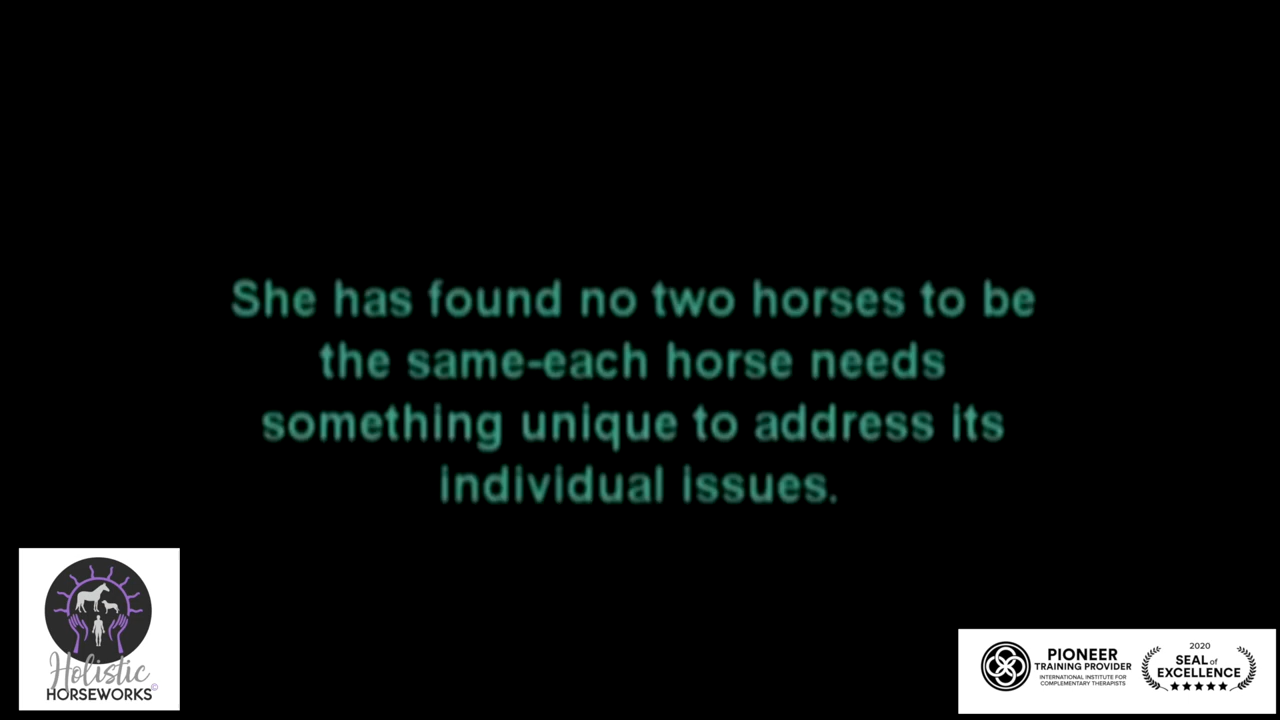 She has found no two horses to be
the same-each horse needs
something unique to address its
individual issues.
Holistic
HORSEWORKS©
PIONEER
TRAINING PROVIDER
INTERNATIONAL INSTITUTE FOR
COMPLEMENTARY THERAPISTS
2020
SEAL of
EXCELLENCE